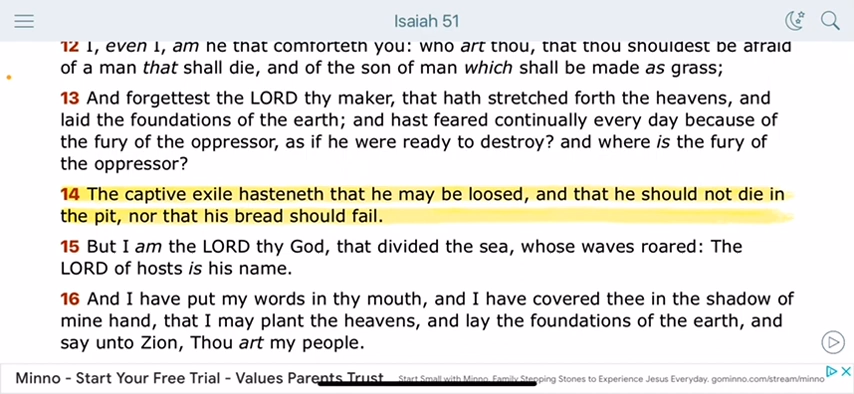 Isaiah 51
12 I, even I, am he that comforteth you: who art thou, that thou shouldest be afraid
of a man that shall die, and of the son of man which shall be made as grass;
13 And forgettest the LORD thy maker, that hath stretched forth the heavens, and
laid the foundations of the earth; and hast feared continually every day because of
the fury of the oppressor, as if he were ready to destroy? and where is the fury of
the oppressor?
14 The captive exile hasteneth that he may be loosed, and that he should not die in
the pit, nor that his bread should fail.
15 But I am the LORD thy God, that divided the sea, whose waves roared: The
LORD of hosts is his name.
16 And I have put my words in thy mouth, and I have covered thee in the shadow of
mine hand, that I may plant the heavens, and lay the foundations of the earth, and
say unto Zion, Thou art my people.
Minno - Start Your Free Trial - Values Parents Trust Start Small with Minno. Family Stepping Stones to Experience Jesus Everyday. gominno.com/stream/minno